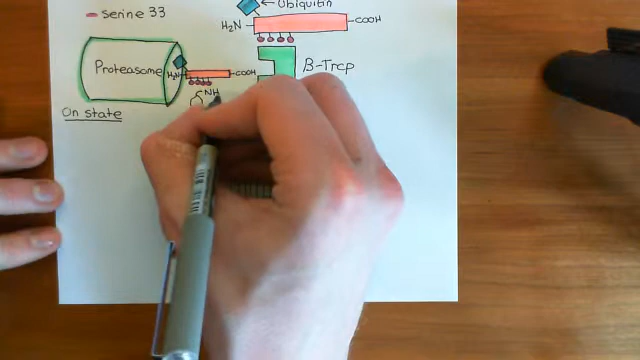 serine 33
Ubiquitin
H₂N
COOH
Proteasome
H₂N
COOH
β-Trcp
NH
On state